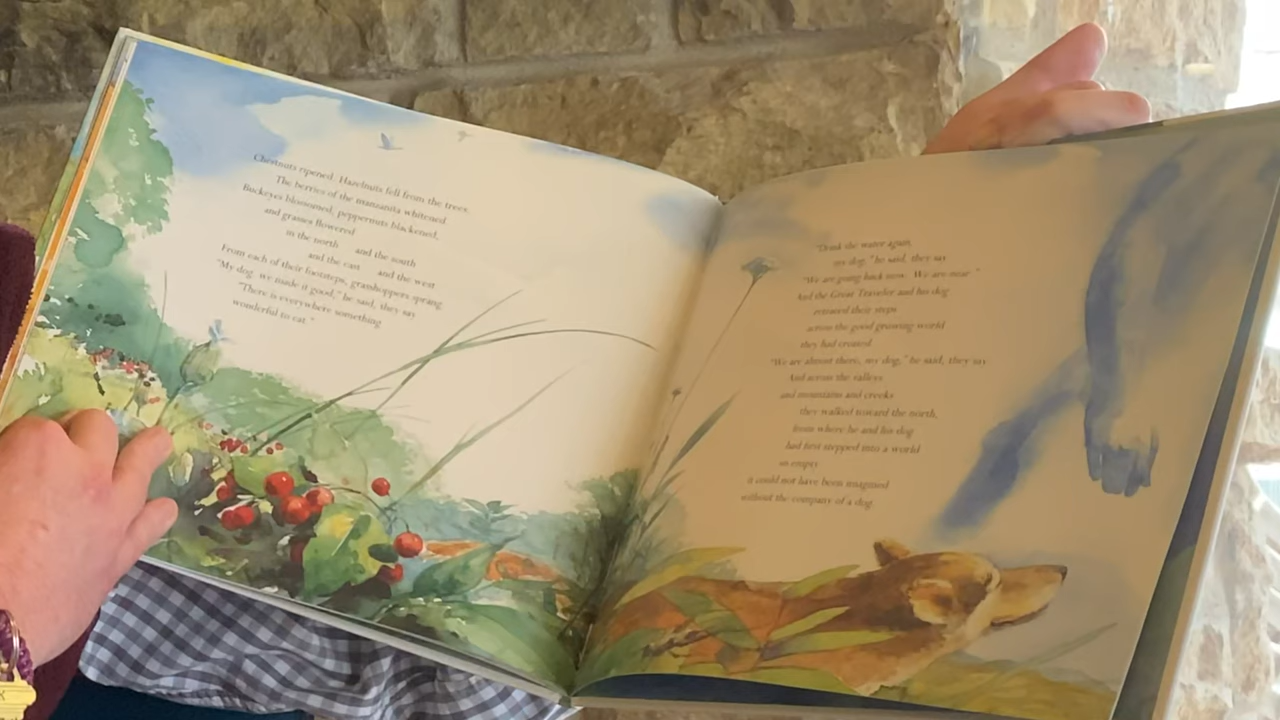 Chestnuts ripened. Hazelnuts fell from the trees.
The berries of the manzanita whitened.
Buckeyes blossomed, peppernuts blackened,
and grasses flowered
in the north and the south
and the east and the west
From each of their footsteps, grasshoppers sprang.
"My dog, we made it good," he said, they say
"There is everywhere something
wonderful to eat."
"Drink the water again,
my dog," he said, they say
"We are going back now. We are near."
And the Great Traveler and his dog
retraced their steps
across the good growing world
they had created.
"We are almost there, my dog," he said, they say
And across the valleys
and mountains and creeks
they walked toward the north,
from where he and his dog
had first stepped into a world
so empty
it could not have been imagined
without the company of a dog.